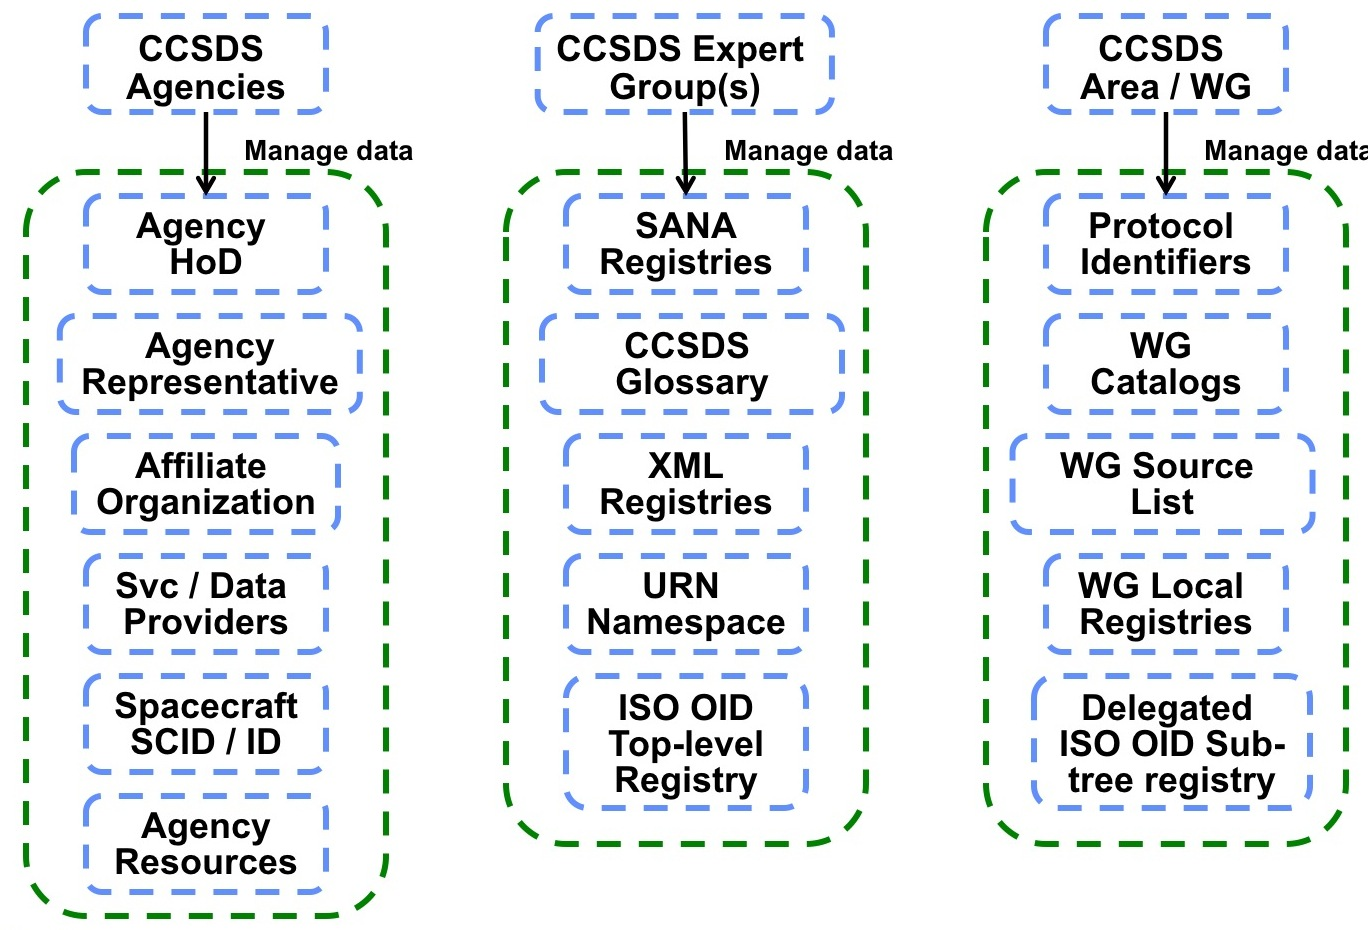 CCSDS
Agencies
Manage data
Agency
HoD
Agency
Representative
Affiliate
Organization
Svc / Data
Providers
Spacecraft
SCID / ID
Agency
Resources
CCSDS Expert
Group(s)
Manage data
SANA
Registries
CCSDS
Glossary
XML
Registries
URN
Namespace
ISO OID
Top-level
Registry
CCSDS
Area / WG
Manage data
Protocol
Identifiers
WG
Catalogs
WG Source
List
WG Local
Registries
Delegated
ISO OID Sub-
tree registry